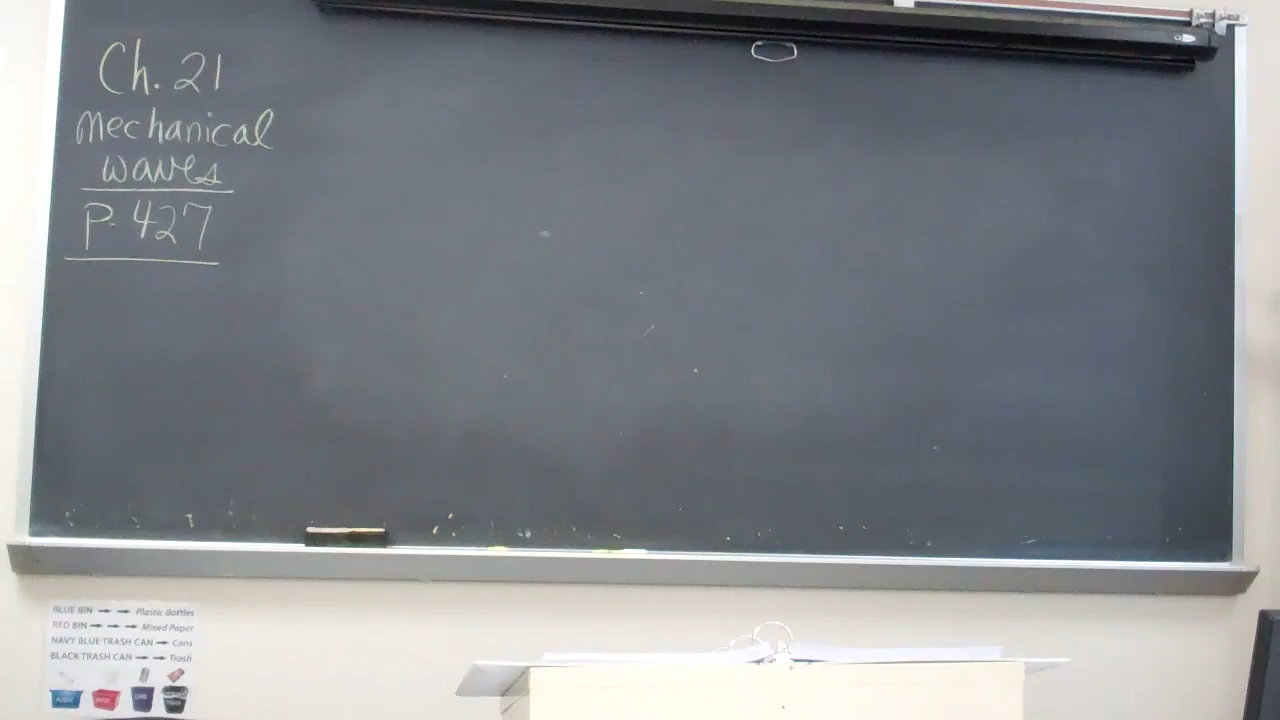 Ch. 21
Mechanical
waves
P. 427
BLUE BIN → → Plastic Bottles
RED BIN → → → Mixed Paper
NAVY BLUE TRASH CAN → Cans
BLACK TRASH CAN → → Trash